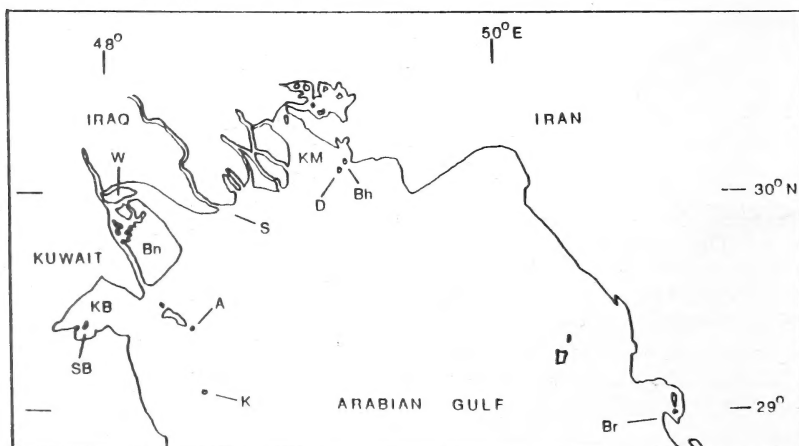 48° 50°E
IRAQ IRAN
W KM
D Bh 30°N
S
KUWAIT Bn
KB A
SB
K ARABIAN GULF 29°
Br